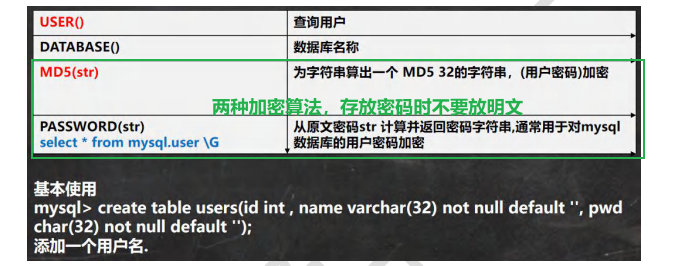 USER() 查询用户
DATABASE() 数据库名称
MD5(str) 为字符串算出一个 MD5 32的字符串，(用户密码)加密
两种加密算法，存放密码时不要放明文
PASSWORD(str) 从原文密码str 计算并返回密码字符串,通常用于对mysql
select * from mysql.user \G 数据库的用户密码加密
基本使用
mysql> create table users(id int , name varchar(32) not null default '', pwd
char(32) not null default '');
添加一个用户名.